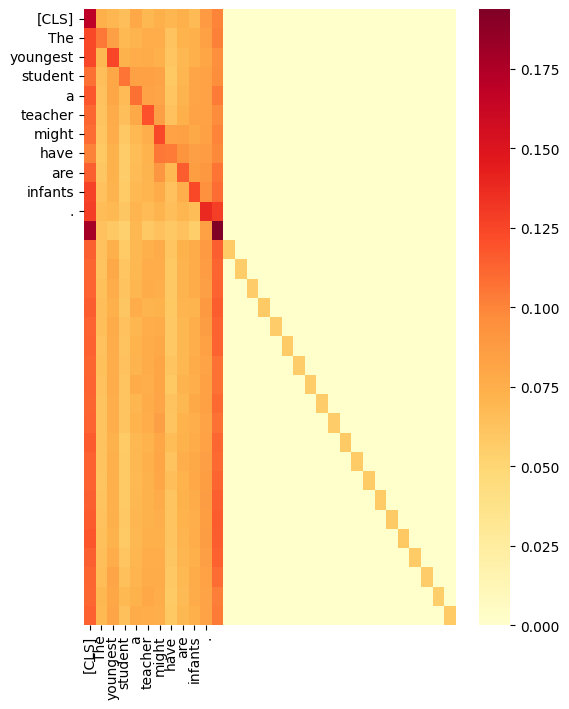 [CLS]
The
youngest
student
a
teacher
might
have
are
infants
.
0.175
0.150
0.125
0.100
0.075
0.050
0.025
0.000
[CLS]
The
youngest
student
a
teacher
might
have
are
infants
.